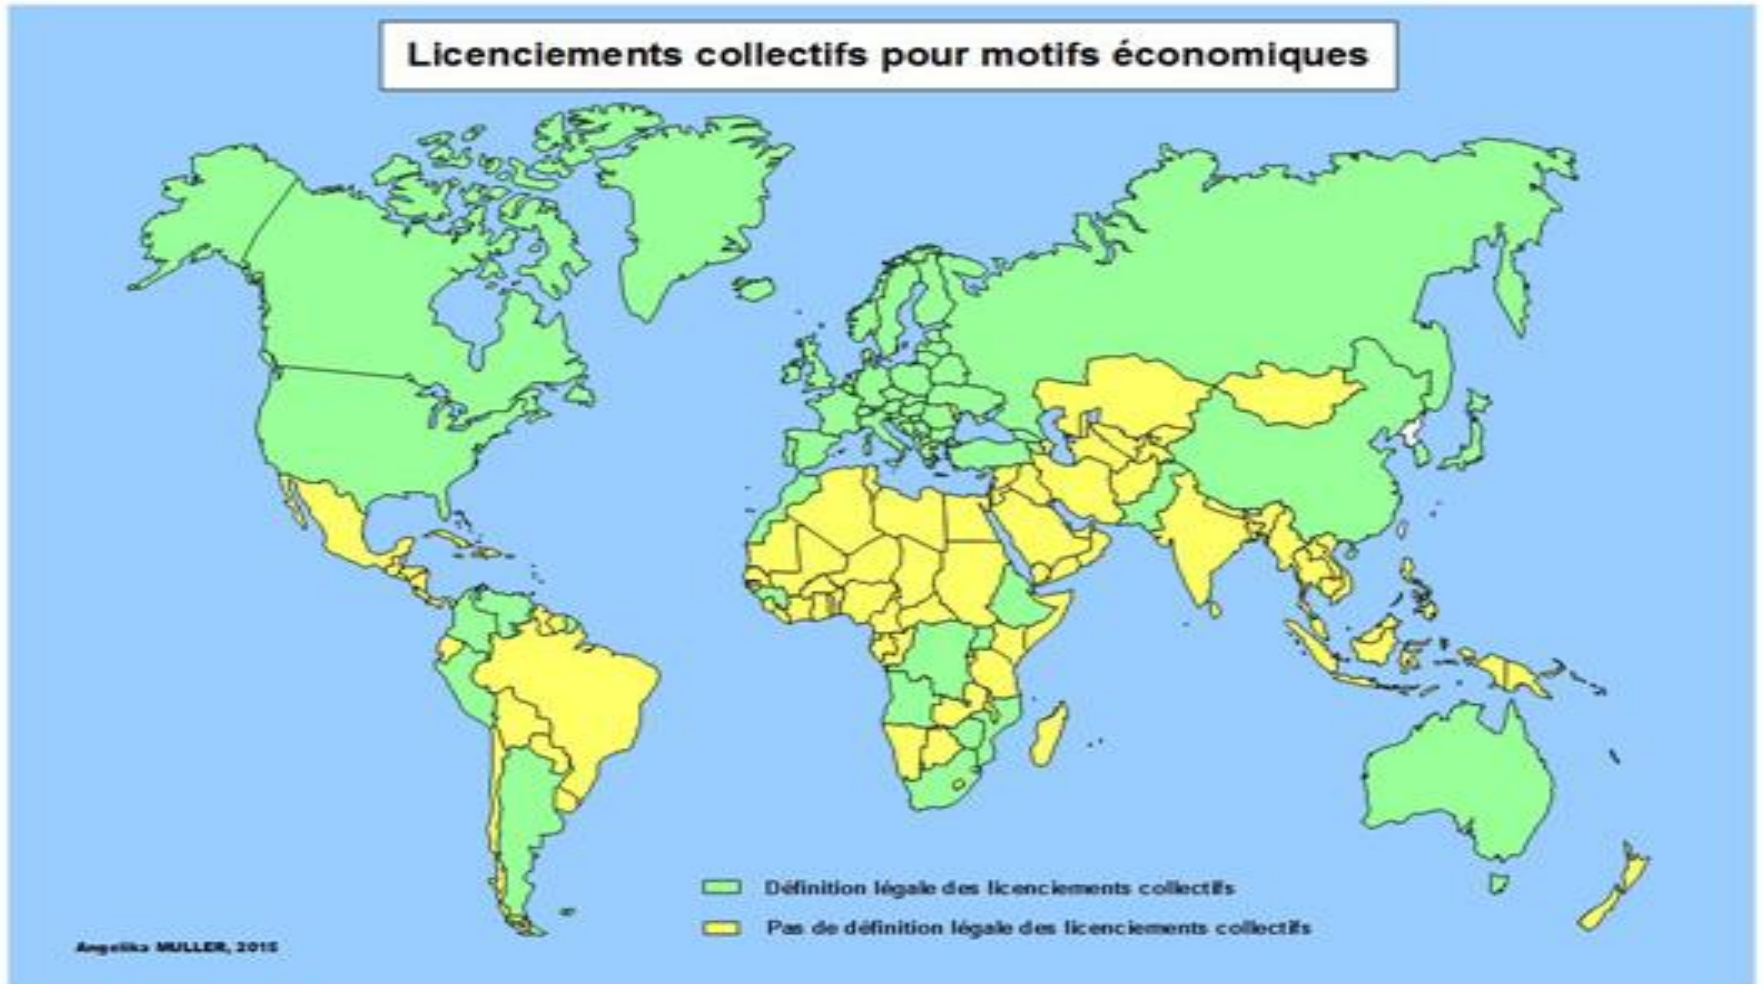 Licenciements collectifs pour motifs économiques
Définition légale des licenciements collectifs
Pas de définition légale des licenciements collectifs
Angelika MULLER, 2015